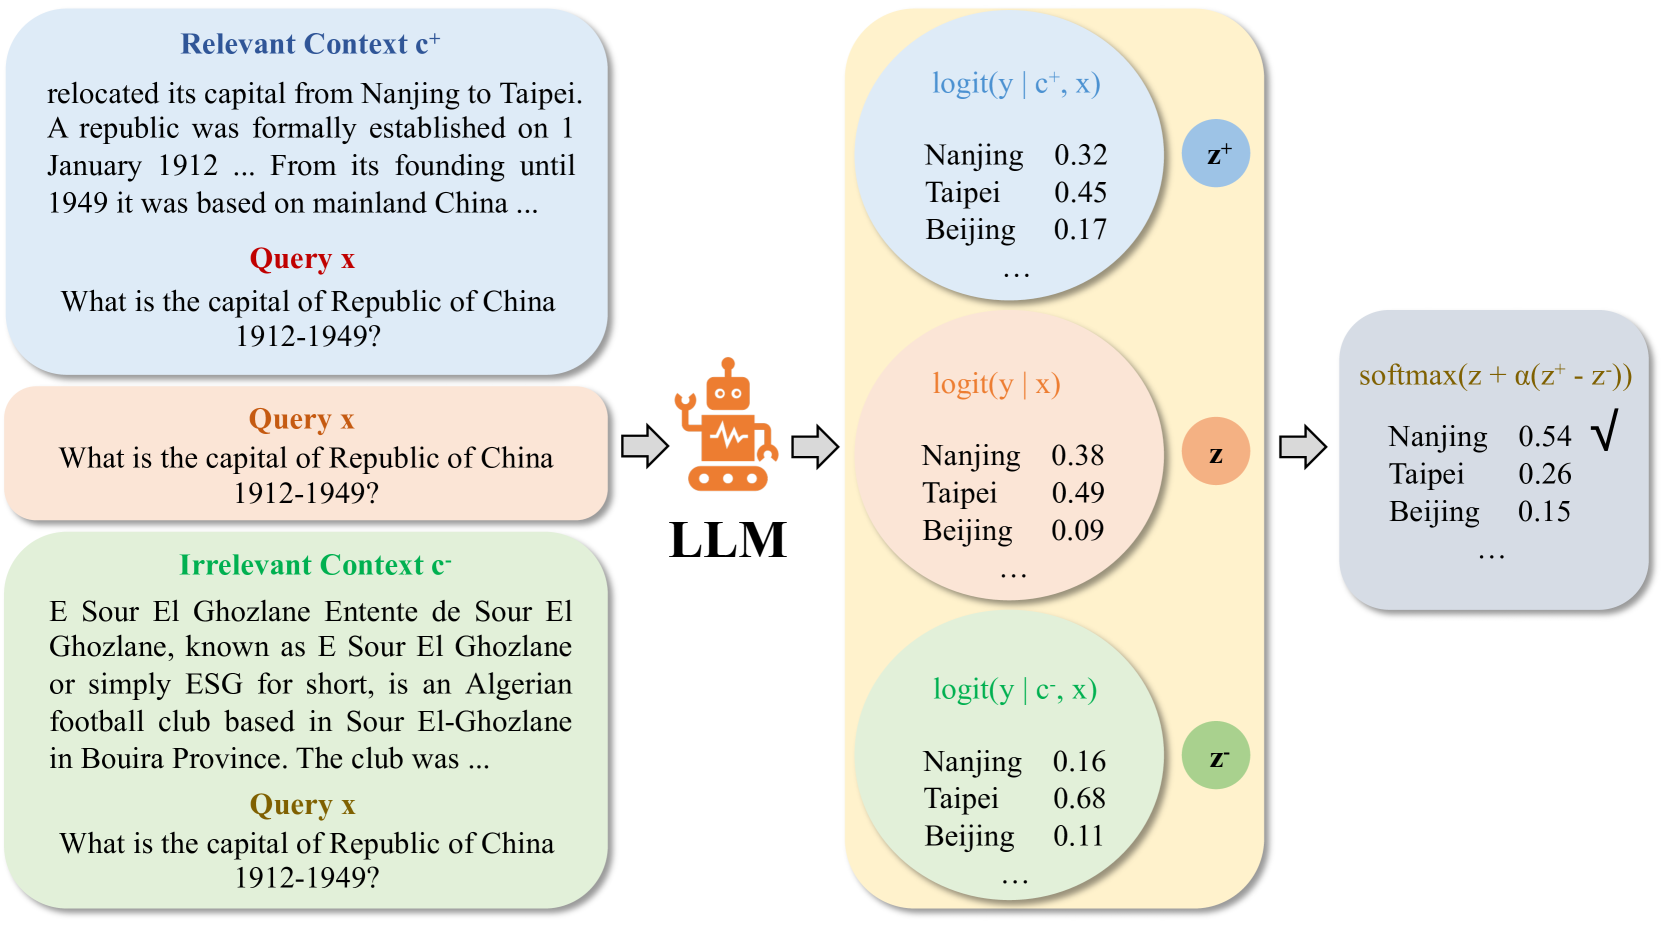 Relevant Context c⁺
relocated its capital from Nanjing to Taipei.
A republic was formally established on 1
January 1912 ... From its founding until
1949 it was based on mainland China ...
Query x
What is the capital of Republic of China
1912-1949?
Query x
What is the capital of Republic of China
1912-1949?
Irrelevant Context c⁻
E Sour El Ghozlane Entente de Sour El
Ghozlane, known as E Sour El Ghozlane
or simply ESG for short, is an Algerian
football club based in Sour El-Ghozlane
in Bouira Province. The club was ...
Query x
What is the capital of Republic of China
1912-1949?
LLM
logit(y | c⁺, x)
Nanjing 0.32
Taipei 0.45
Beijing 0.17
...
z⁺
logit(y | x)
Nanjing 0.38
Taipei 0.49
Beijing 0.09
...
z
logit(y | c⁻, x)
Nanjing 0.16
Taipei 0.68
Beijing 0.11
...
z⁻
softmax(z + α(z⁺ - z⁻))
Nanjing 0.54 √
Taipei 0.26
Beijing 0.15
...